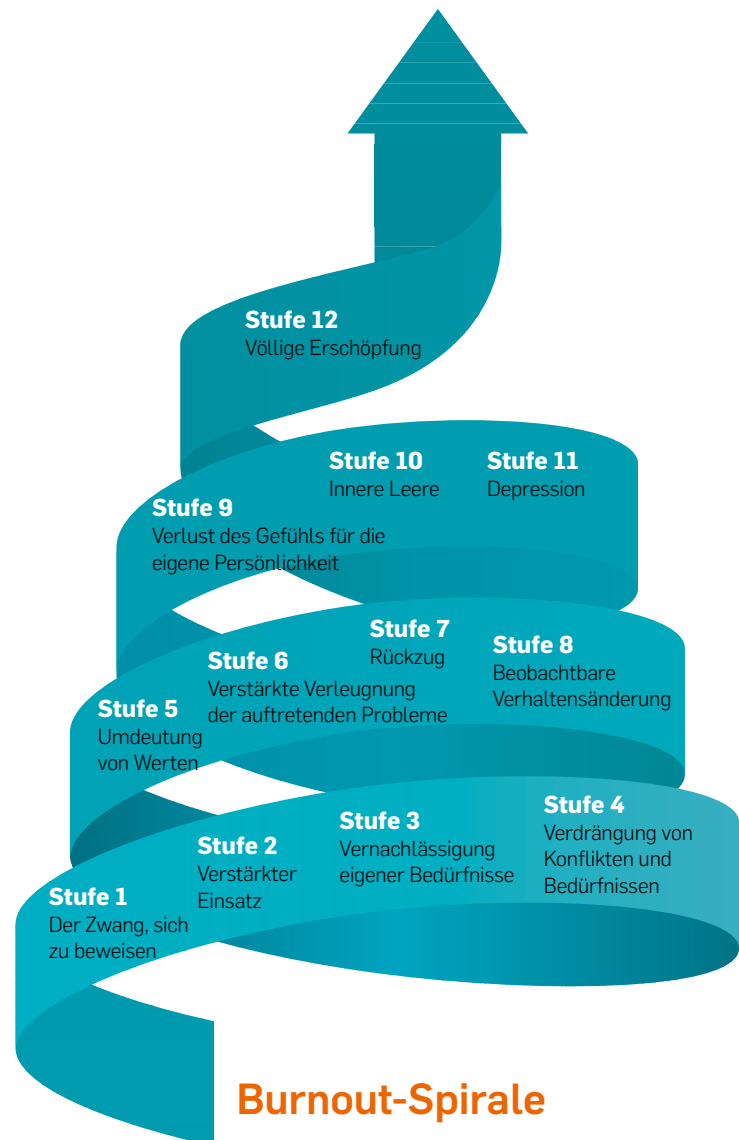 Stufe 12
Völlige Erschöpfung
Stufe 10
Innere Leere
Stufe 11
Depression
Stufe 9
Verlust des Gefühls für die
eigene Persönlichkeit
Stufe 7
Rückzug
Stufe 8
Beobachtbare
Verhaltensänderung
Stufe 6
Verstärkte Verleugnung
der auftretenden Probleme
Stufe 5
Umdeutung
von Werten
Stufe 4
Verdrängung von
Konflikten und
Bedürfnissen
Stufe 3
Vernachlässigung
eigener Bedürfnisse
Stufe 2
Verstärkter
Einsatz
Stufe 1
Der Zwang, sich
zu beweisen
Burnout-Spirale